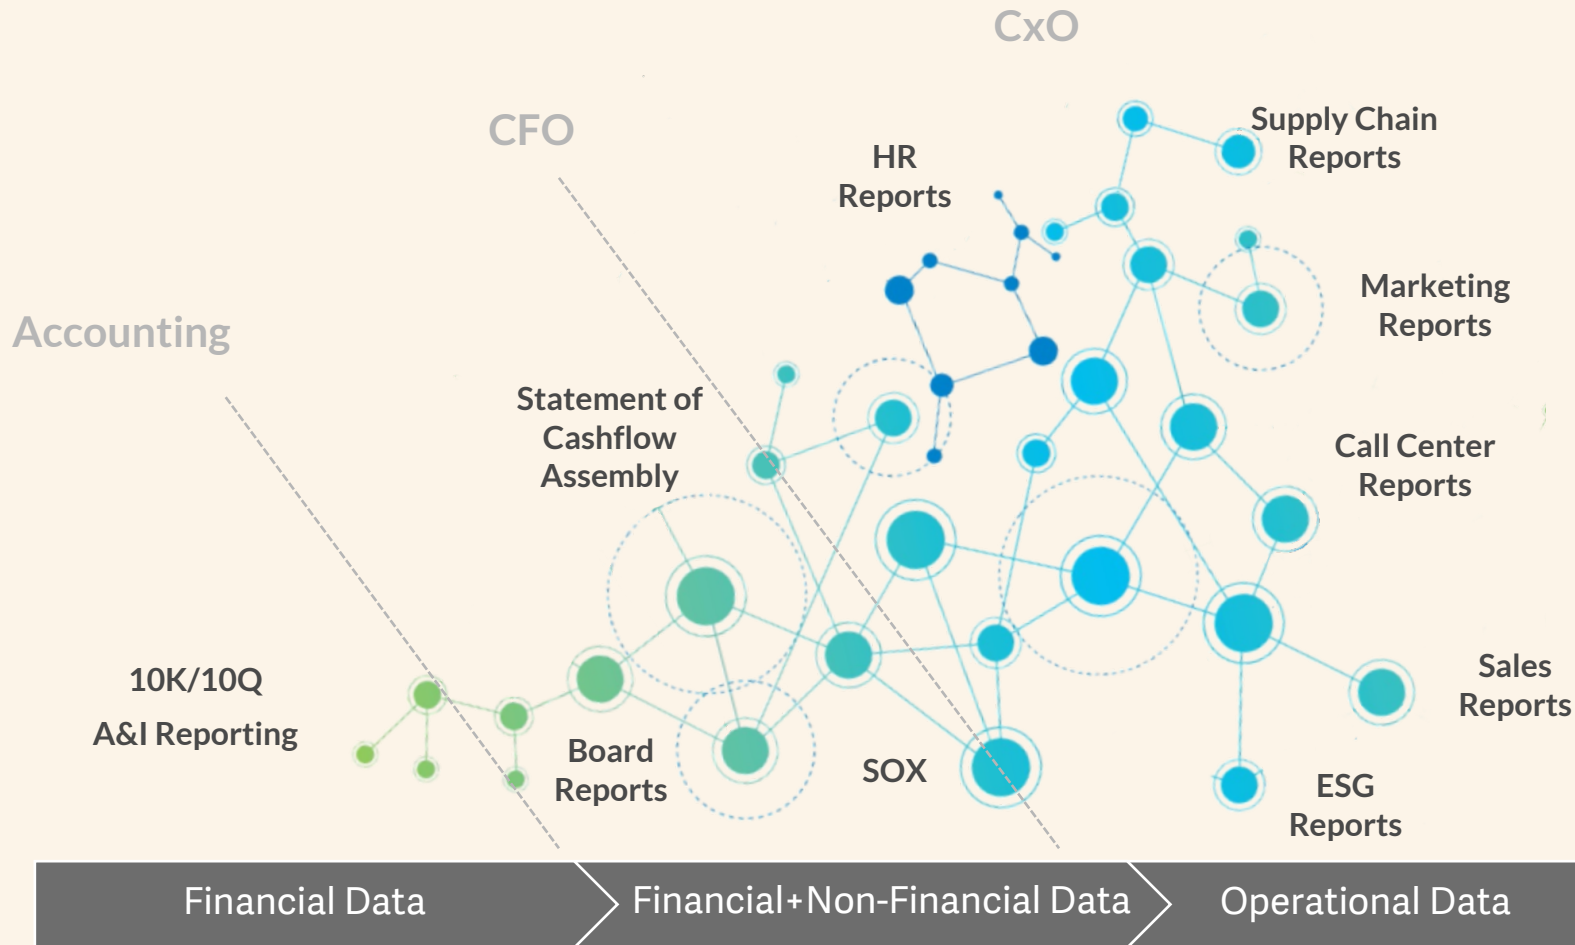 CxO
CFO
Accounting
Supply Chain
Reports
HR
Reports
Marketing
Reports
Statement of
Cashflow
Assembly
Call Center
Reports
10K/10Q
A&I Reporting
Board
Reports
SOX
Sales
Reports
ESG
Reports
Financial Data
Financial+Non-Financial Data
Operational Data